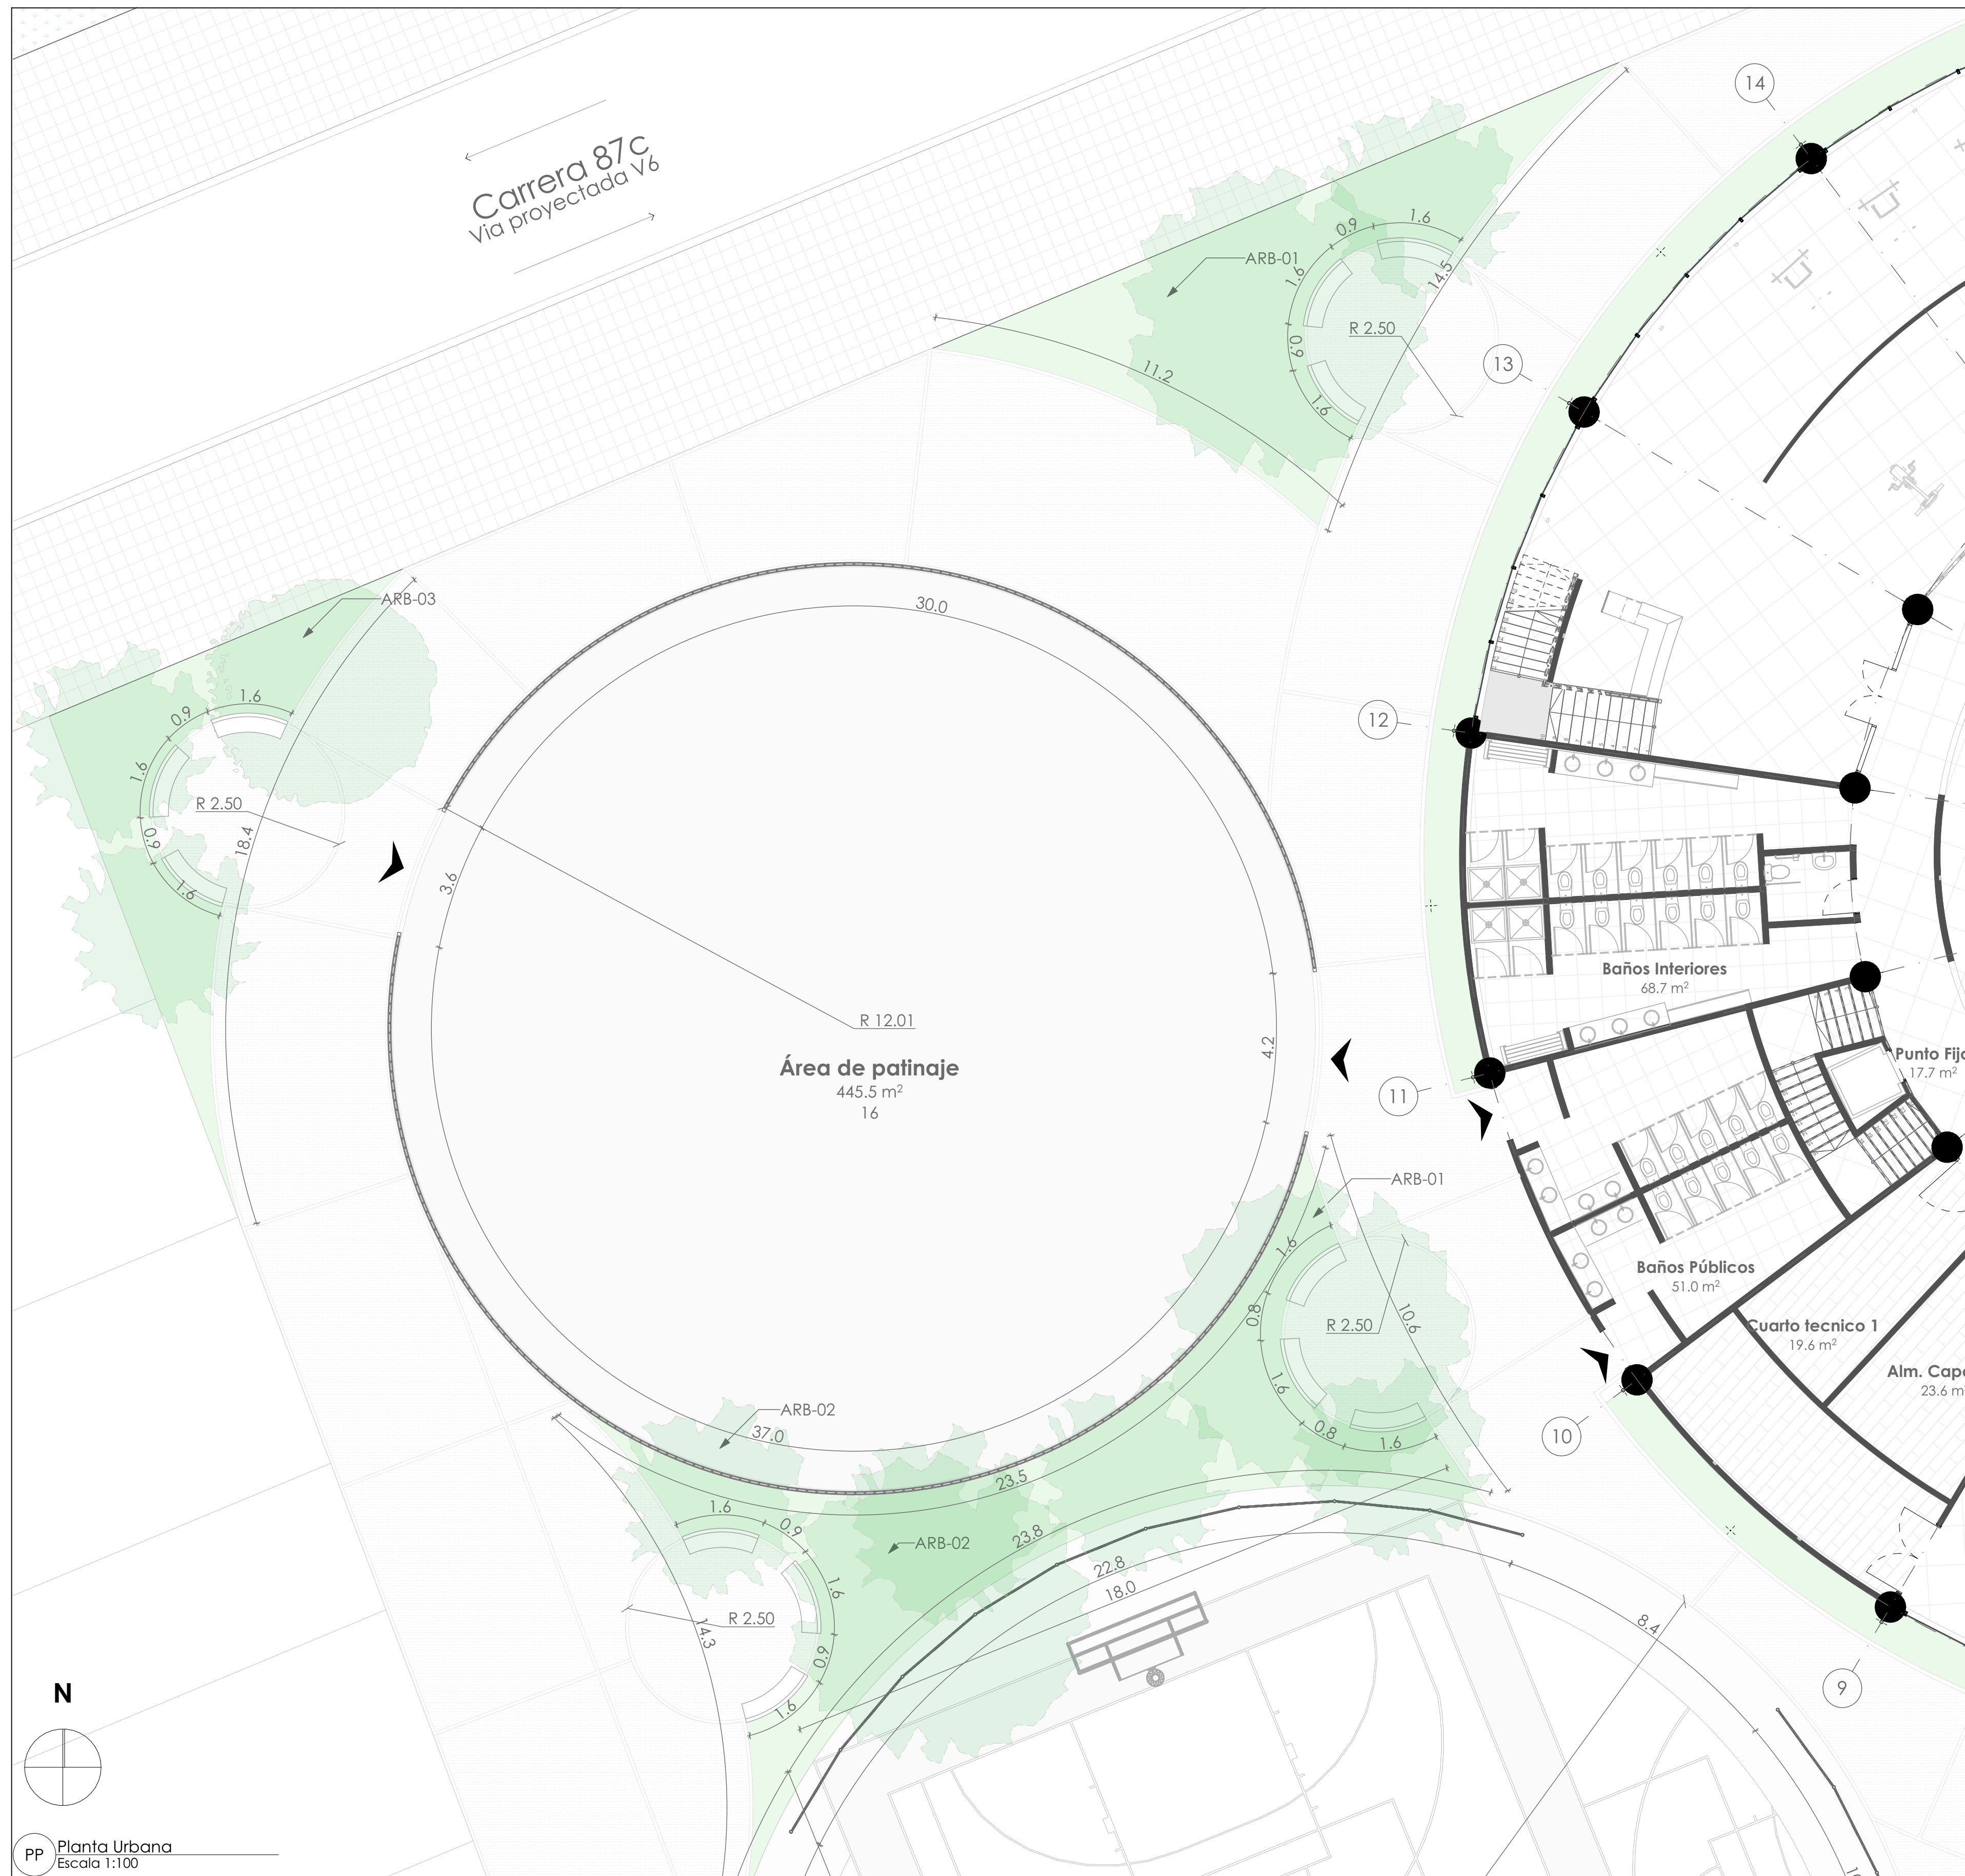 14
Carrera 87c
Via proyectada V6
1.6
0.9
ARB-01
1.6
14.5
R 2.50
0.9
13
11.2
1.6
ARB-03
30.0
1.6
0.9
12
1.6
R 2.50
18.4
0.9
3.6
1.6
Baños Interiores
68.7 m²
R 12.01
4.2
Área de patinaje
445.5 m²
16
Punto Fijo
17.7 m²
11
ARB-01
1.6
Baños Públicos
51.0 m²
0.8
10.6
R 2.50
Cuarto tecnico 1
19.6 m²
Alm. Cap
23.6 m
1.6
ARB-02
37.0
0.8
1.6
10
23.5
1.6
0.9
23.8
ARB-02
22.8
18.0
1.6
R 2.50
14.3
8.4
0.9
N
9
1.6
PP
Planta Urbana
Escala 1:100